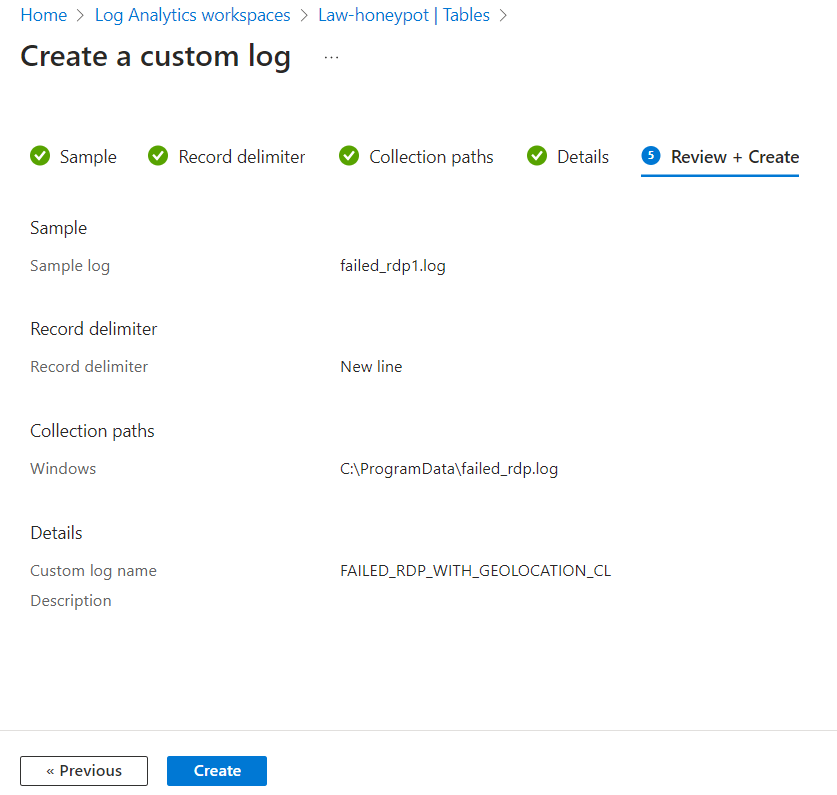 Home > Log Analytics workspaces > Law-honeypot | Tables >
Create a custom log ...
Sample Record delimiter Collection paths Details 5 Review + Create
Sample
Sample log failed_rdp1.log
Record delimiter
Record delimiter New line
Collection paths
Windows C:\ProgramData\failed_rdp.log
Details
Custom log name FAILED_RDP_WITH_GEOLOCATION_CL
Description
« Previous Create